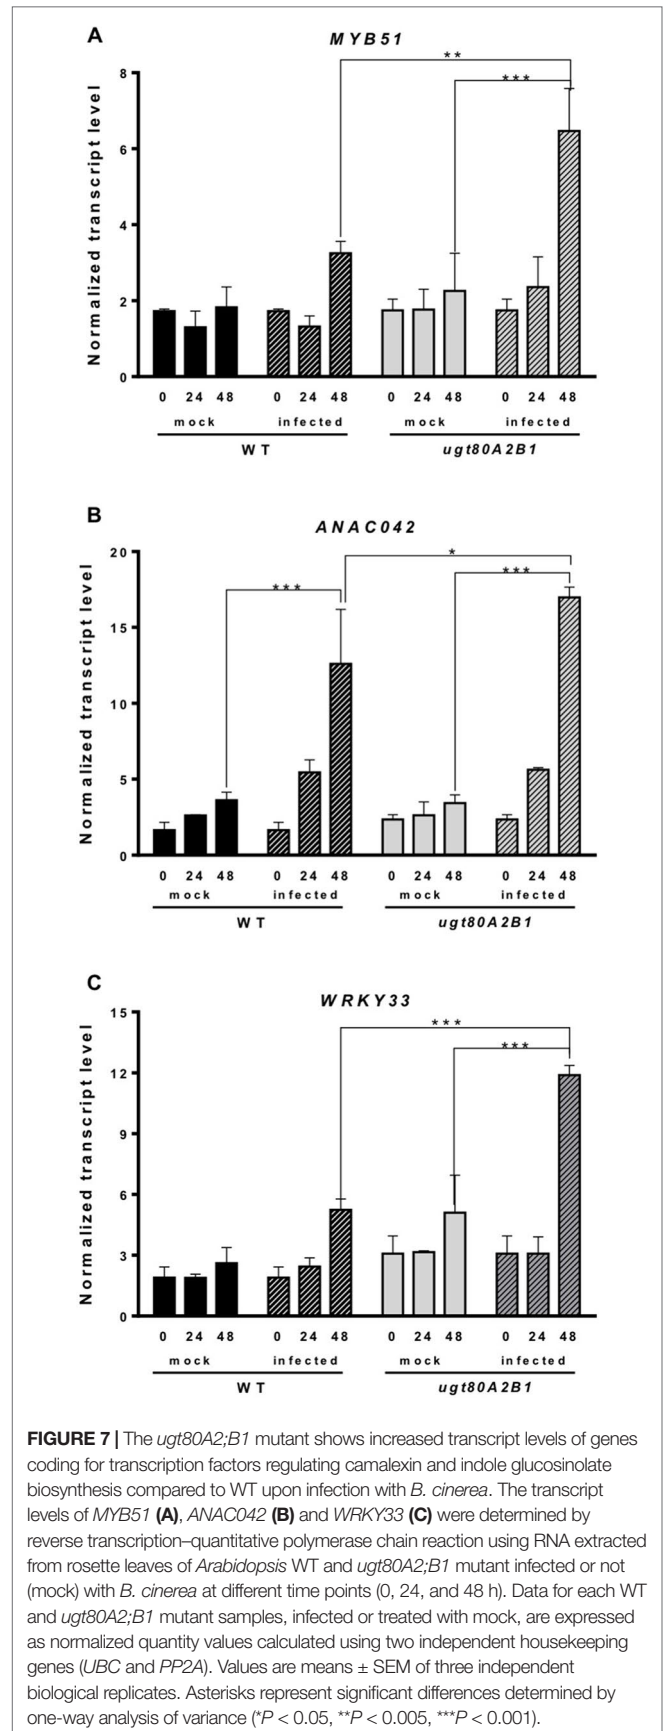 A
MYB51
** 
***
Normalized transcript level
8
6
4
2
0
0 24 48 0 24 48 0 24 48 0 24 48
mock infected mock infected
WT ugt80A2B1
B
ANAC042
*
***
***
Normalized transcript level
20
15
10
5
0
0 24 48 0 24 48 0 24 48 0 24 48
mock infected mock infected
WT ugt80A2B1
C
WRKY33
***
***
Normalized transcript level
15
12
9
6
3
0
0 24 48 0 24 48 0 24 48 0 24 48
mock infected mock infected
WT ugt80A2B1
FIGURE 7 | The ugt80A2;B1 mutant shows increased transcript levels of genes
coding for transcription factors regulating camalexin and indole glucosinolate
biosynthesis compared to WT upon infection with B. cinerea. The transcript
levels of MYB51 (A), ANAC042 (B) and WRKY33 (C) were determined by
reverse transcription–quantitative polymerase chain reaction using RNA extracted
from rosette leaves of Arabidopsis WT and ugt80A2;B1 mutant infected or not
(mock) with B. cinerea at different time points (0, 24, and 48 h). Data for each WT
and ugt80A2;B1 mutant samples, infected or treated with mock, are expressed
as normalized quantity values calculated using two independent housekeeping
genes (UBC and PP2A). Values are means ± SEM of three independent
biological replicates. Asterisks represent significant differences determined by
one-way analysis of variance (*P < 0.05, **P < 0.005, ***P < 0.001).